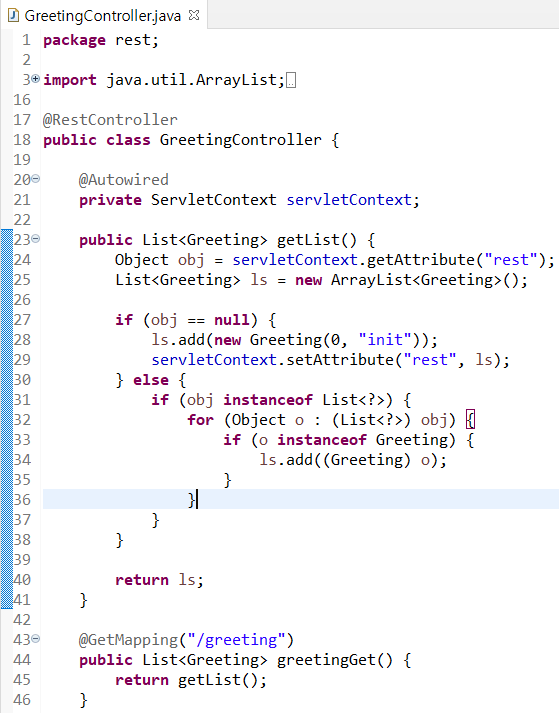 GreetingController.java
1 package rest;
2
3 import java.util.ArrayList;
16
17 @RestController
18 public class GreetingController {
19
20     @Autowired
21     private ServletContext servletContext;
22
23     public List<Greeting> getList() {
24         Object obj = servletContext.getAttribute("rest");
25         List<Greeting> ls = new ArrayList<Greeting>();
26
27         if (obj == null) {
28             ls.add(new Greeting(0, "init"));
29             servletContext.setAttribute("rest", ls);
30         } else {
31             if (obj instanceof List<?>) {
32                 for (Object o : (List<?>) obj) {
33                     if (o instanceof Greeting) {
34                         ls.add((Greeting) o);
35                     }
36                 }
37             }
38         }
39
40         return ls;
41     }
42
43     @GetMapping("/greeting")
44     public List<Greeting> greetingGet() {
45         return getList();
46     }